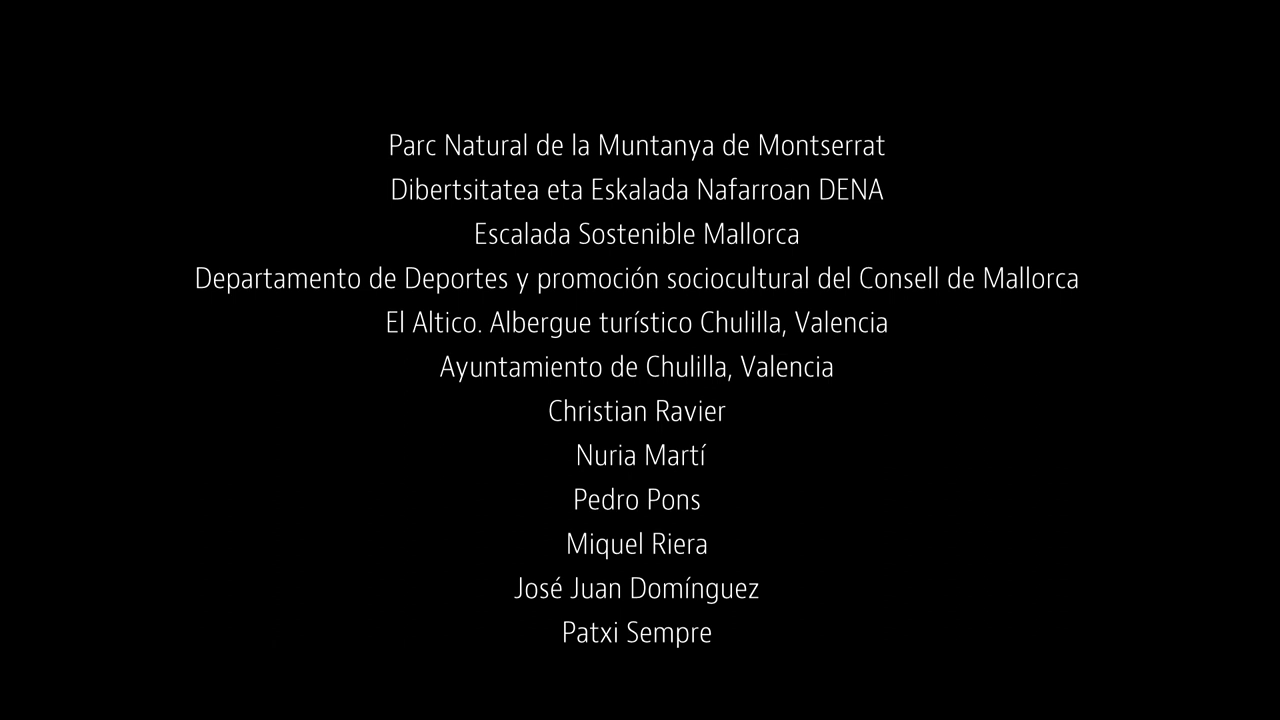 Parc Natural de la Muntanya de Montserrat
Dibertsitatea eta Eskalada Nafarroan DENA
Escalada Sostenible Mallorca
Departamento de Deportes y promoción sociocultural del Consell de Mallorca
El Altico. Albergue turístico Chulilla, Valencia
Ayuntamiento de Chulilla, Valencia
Christian Ravier
Nuria Martí
Pedro Pons
Miquel Riera
José Juan Domínguez
Patxi Sempre